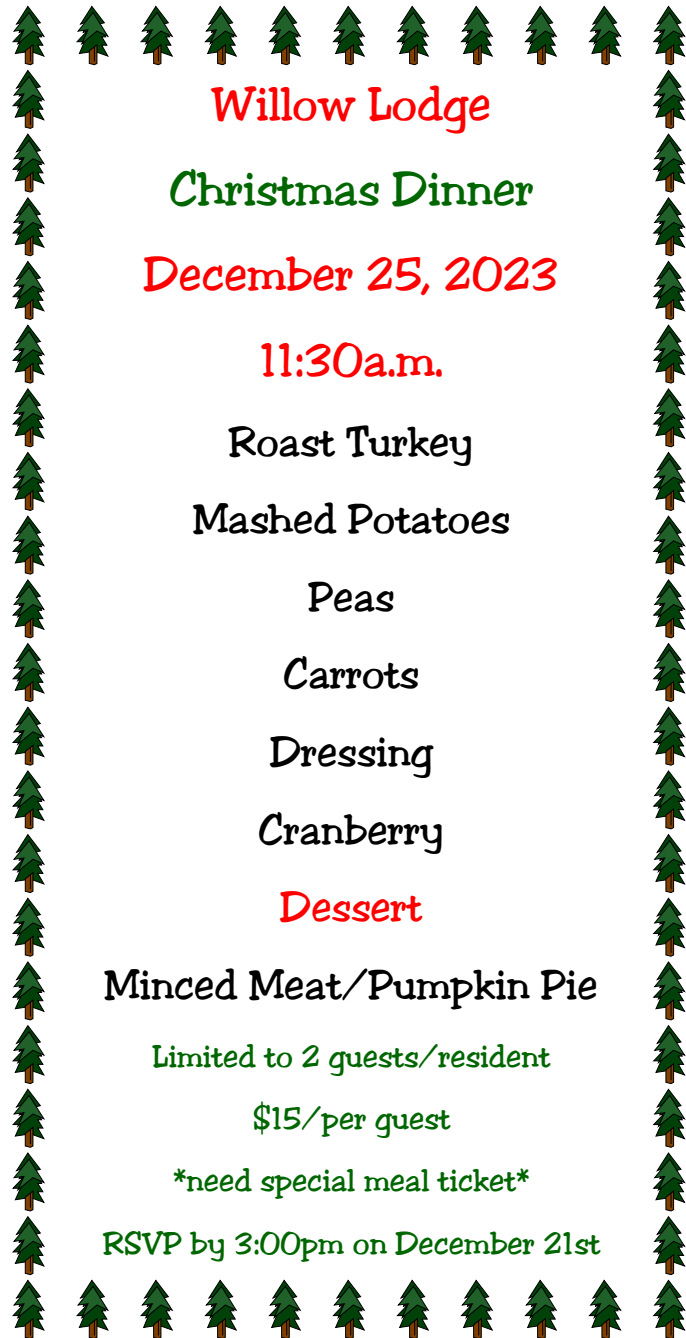 Willow Lodge
Christmas Dinner
December 25, 2023
11:30a.m.
Roast Turkey
Mashed Potatoes
Peas
Carrots
Dressing
Cranberry
Dessert
Minced Meat/Pumpkin Pie
Limited to 2 guests/resident
$15/per guest
*need special meal ticket*
RSVP by 3:00pm on December 21st